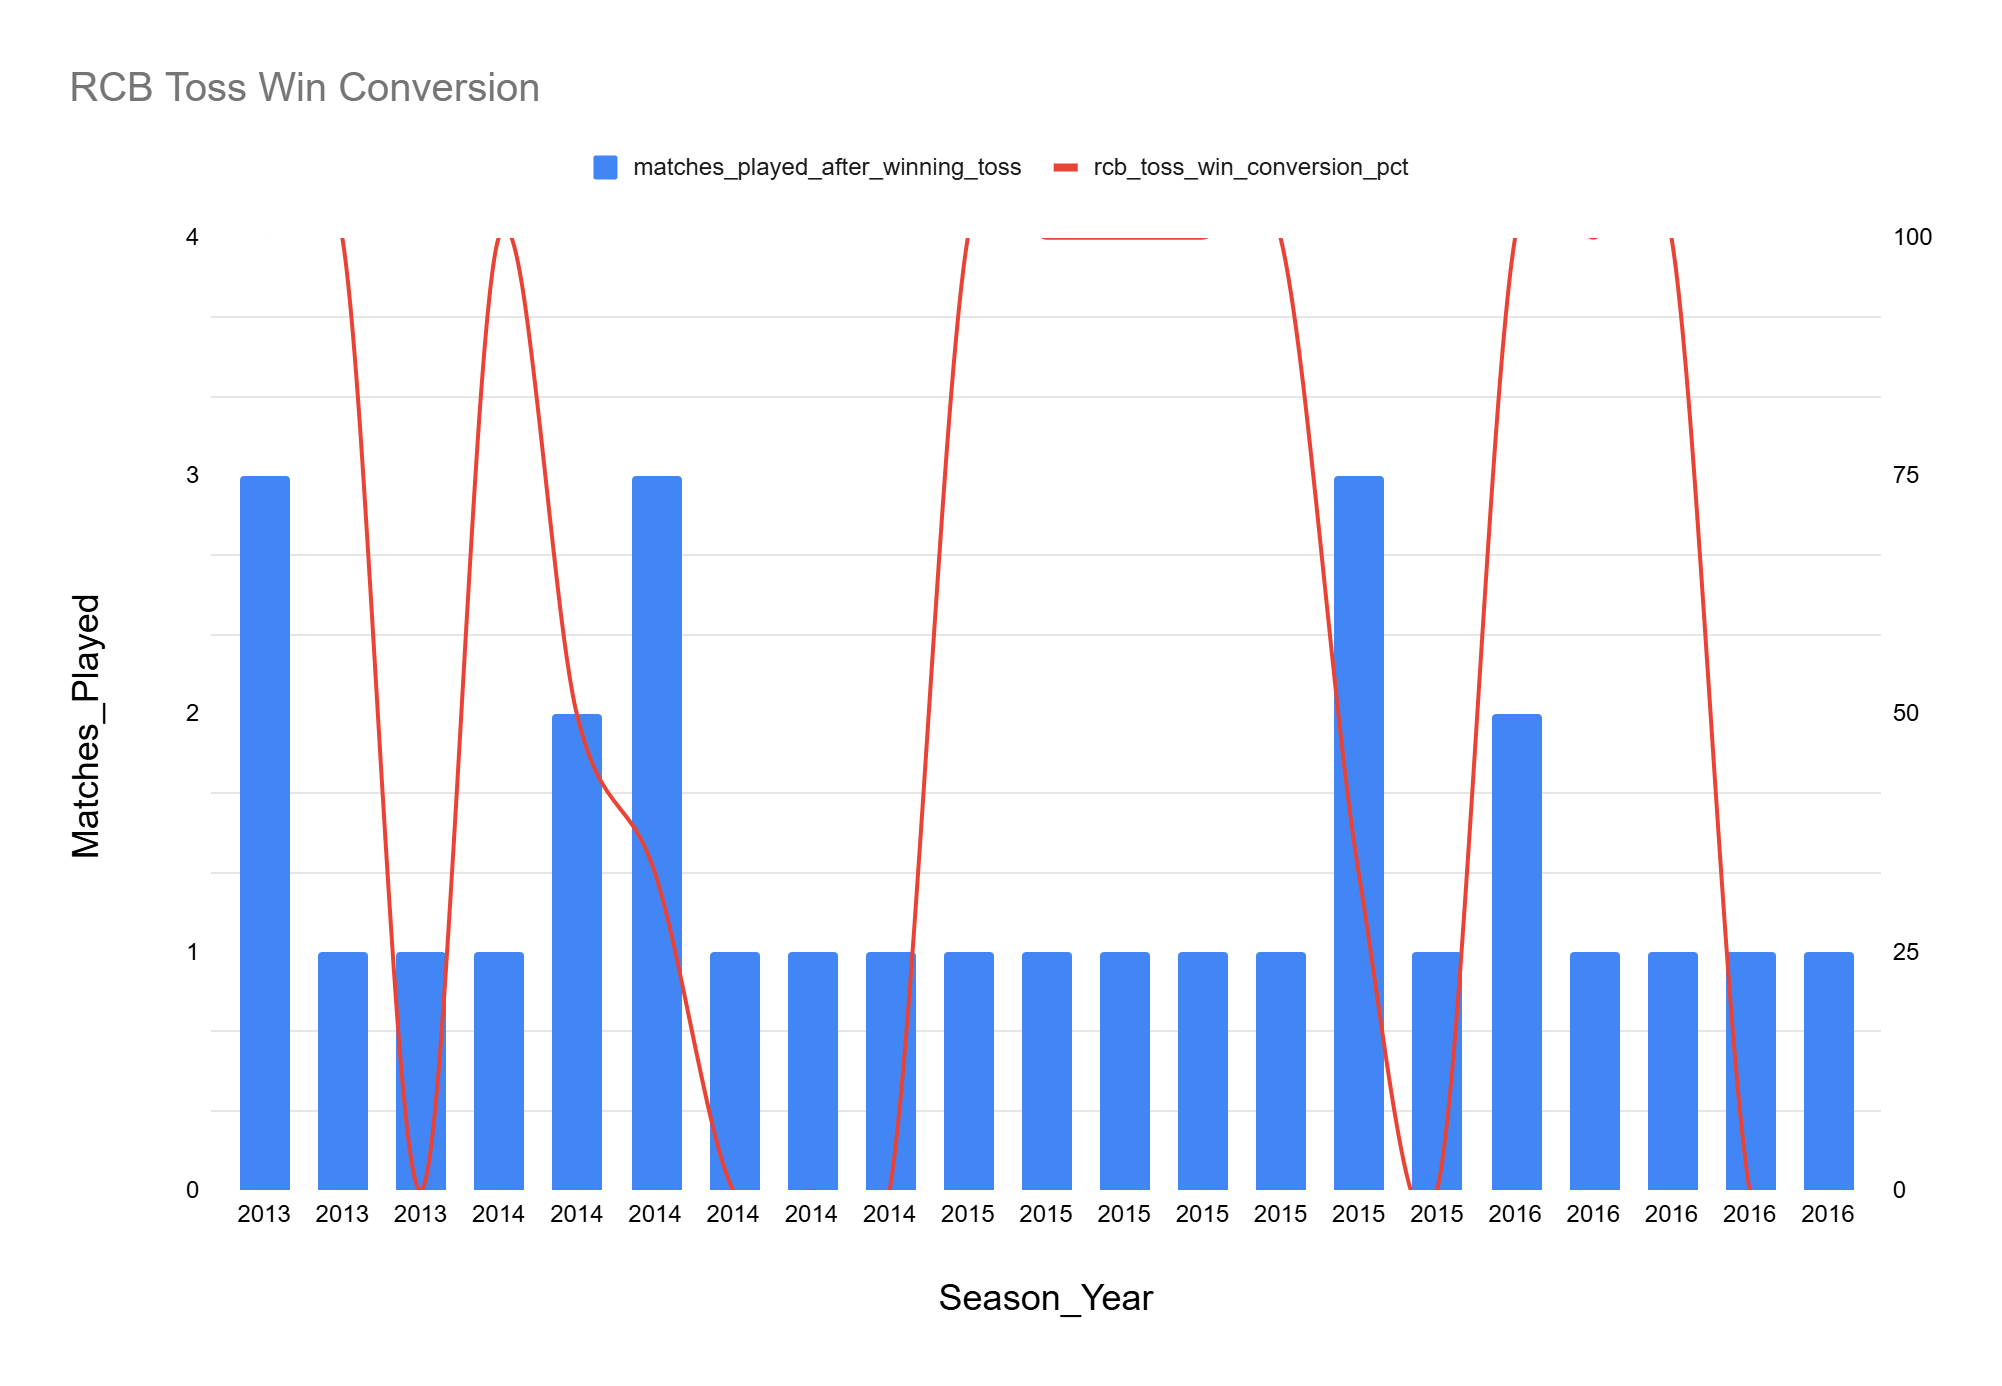 RCB Toss Win Conversion
matches_played_after_winning_toss rcb_toss_win_conversion_pct
4 100
3 75
2 50
1 25
0 0
Matches_Played
2013 2013 2013 2014 2014 2014 2014 2014 2014 2015 2015 2015 2015 2015 2015 2015 2016 2016 2016 2016 2016
Season_Year